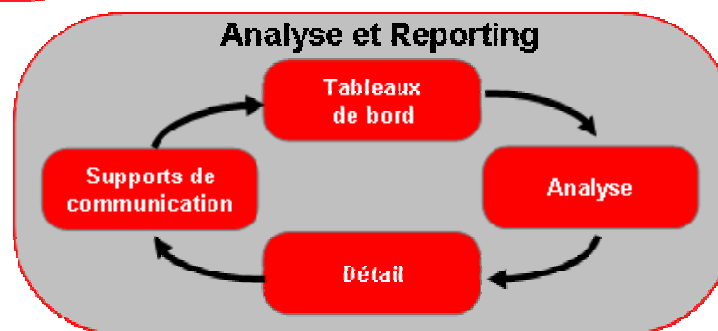 Analyse et Reporting
Tableaux
de bord
Analyse
Détail
Supports de
communication